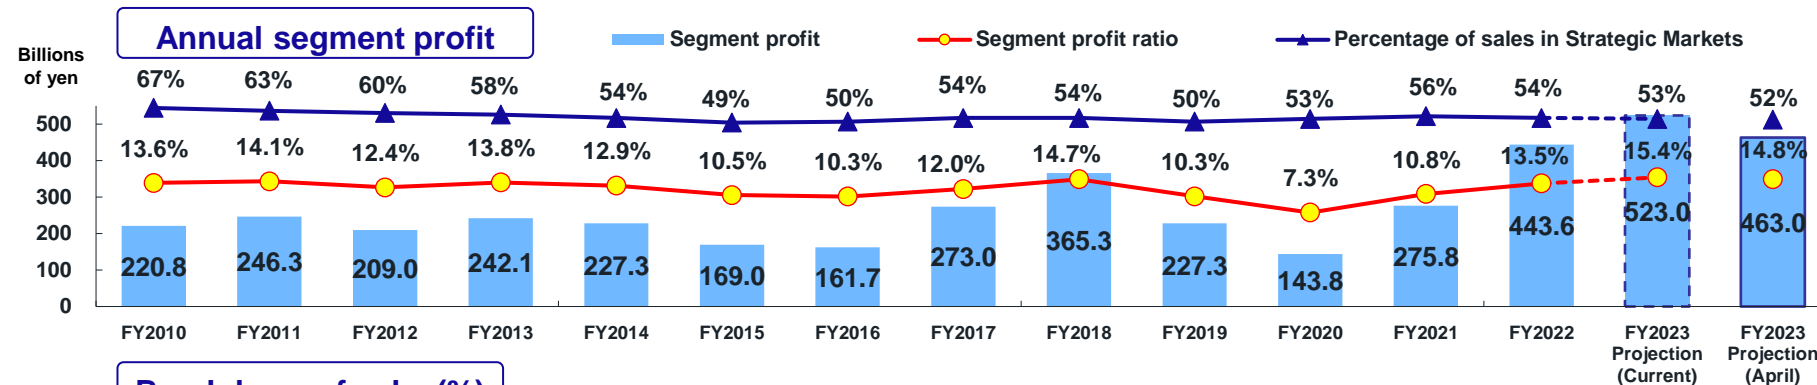 Annual segment profit
Segment profit
Segment profit ratio
Percentage of sales in Strategic Markets
Billions
of yen
67% 63% 60% 58% 54% 49% 50% 54% 54% 50% 53% 56% 54% 53% 52%
500
13.6% 14.1% 12.4% 13.8% 12.9% 10.5% 10.3% 12.0% 14.7% 10.3% 7.3% 10.8% 13.5% 15.4% 14.8%
400
300
200
220.8 246.3 209.0 242.1 227.3 169.0 161.7 273.0 365.3 227.3 143.8 275.8 443.6 523.0 463.0
100
0
FY2010 FY2011 FY2012 FY2013 FY2014 FY2015 FY2016 FY2017 FY2018 FY2019 FY2020 FY2021 FY2022 FY2023 FY2023
Projection Projection
(Current) (April)